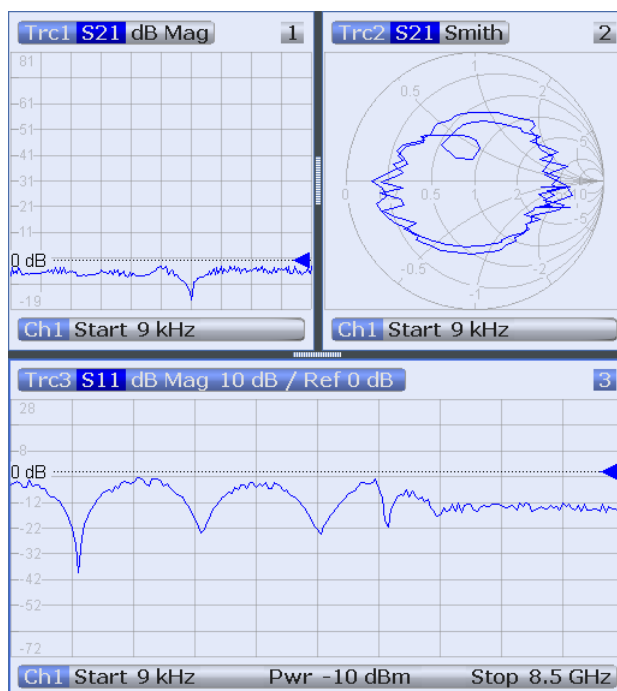 Trc1 S21 dB Mag 1
81
61
51
41
31
21
11
0 dB
-19
Ch1 Start 9 kHz
Trc2 S21 Smith 2
1
0.5
2
5
0 0.5 1 2 10
-5
-0.5
-2
-1
Ch1 Start 9 kHz
Trc3 S11 dB Mag 10 dB / Ref 0 dB 3
28
8
0 dB
-12
-22
-32
-42
-52
-72
Ch1 Start 9 kHz Pwr -10 dBm Stop 8.5 GHz